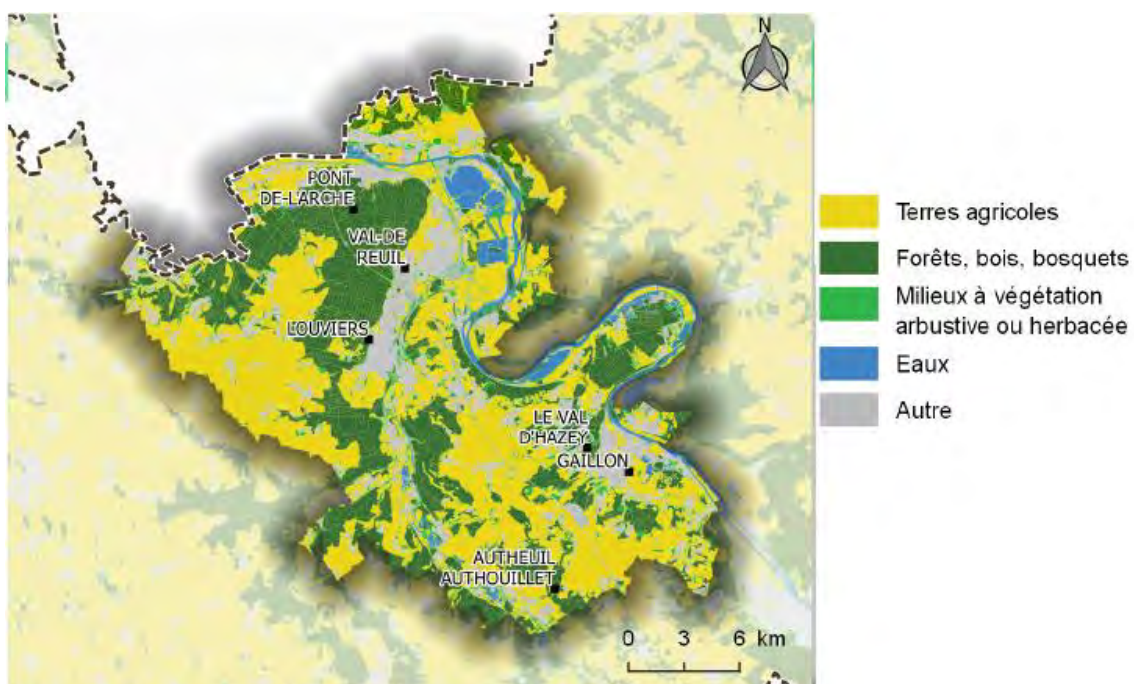 N
PONT
DE-L'ARCHE
VAL-DE
REUIL
LOUVIERS
LE VAL
D'HAZEY
GAILLON
AUTHEUIL
AUTHOUILLET
0 3 6 km
Terres agricoles
Forêts, bois, bosquets
Milieux à végétation
arbustive ou herbacée
Eaux
Autre